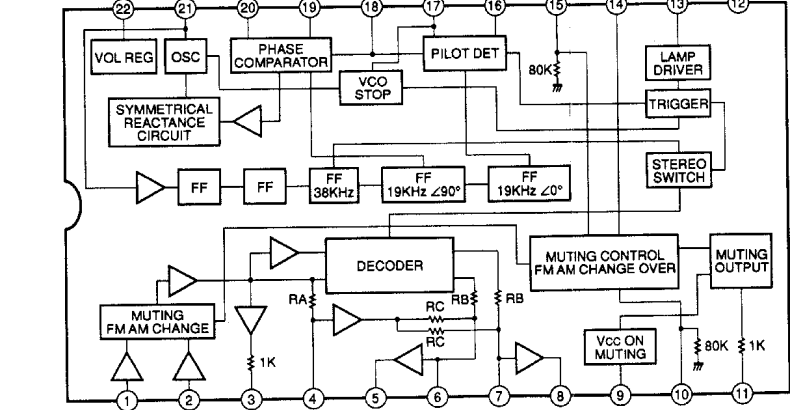 22 21 20 19 18 17 16 15 14 13 12
VOL REG
OSC
PHASE
COMPARATOR
PILOT DET
80K
LAMP
DRIVER
VCO
STOP
TRIGGER
SYMMETRICAL
REACTANCE
CIRCUIT
STEREO
SWITCH
FF
FF
FF
38KHz
FF
19KHz ∠90°
FF
19KHz ∠0°
DECODER
MUTING CONTROL
FM AM CHANGE OVER
MUTING
OUTPUT
MUTING
FM AM CHANGE
RA
RB
RB
RC
RC
1K
VCC ON
MUTING
80K
1K
1 2 3 4 5 6 7 8 9 10 11